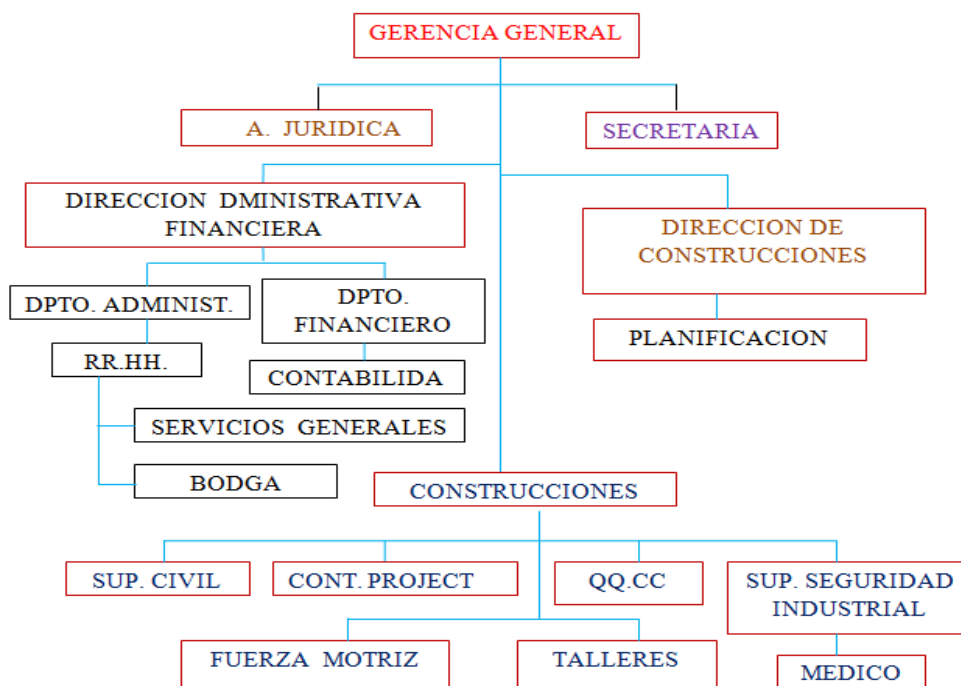 GERENCIA GENERAL
A. JURIDICA
SECRETARIA
DIRECCION DMINISTRATIVA
FINANCIERA
DIRECCION DE
CONSTRUCCIONES
DPTO. ADMINIST.
DPTO.
FINANCIERO
PLANIFICACION
RR.HH.
CONTABILIDA
SERVICIOS GENERALES
BODGA
CONSTRUCCIONES
SUP. CIVIL
CONT. PROJECT
QQ.CC
SUP. SEGURIDAD
INDUSTRIAL
FUERZA MOTRIZ
TALLERES
MEDICO